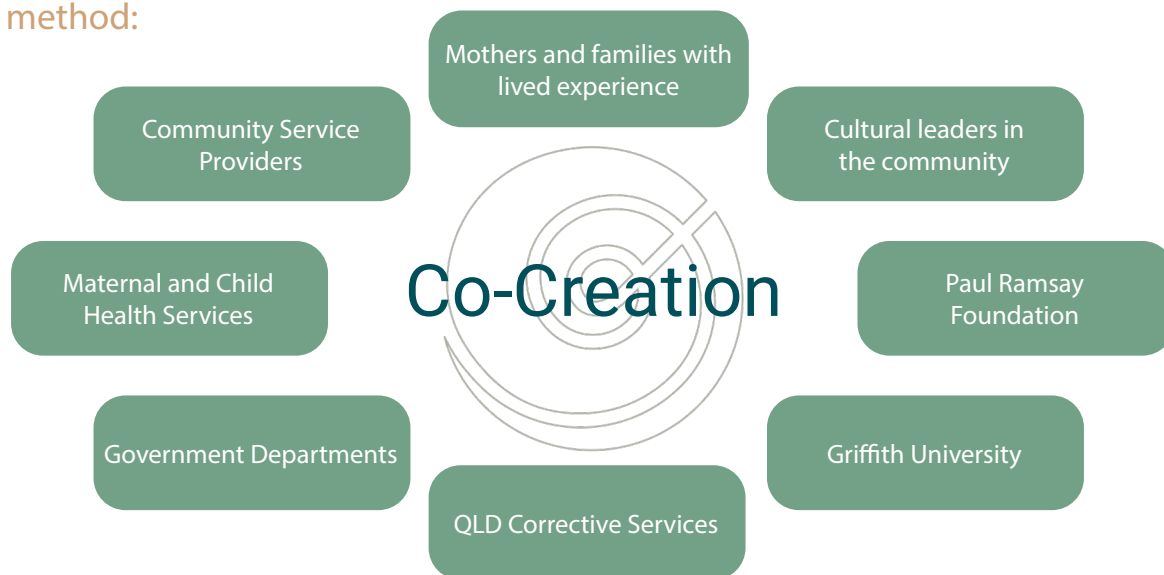 method:
Mothers and families with
lived experience
Community Service
Providers
Cultural leaders in
the community
Maternal and Child
Health Services
Co-Creation
Paul Ramsay
Foundation
Government Departments
Griffith University
QLD Corrective Services